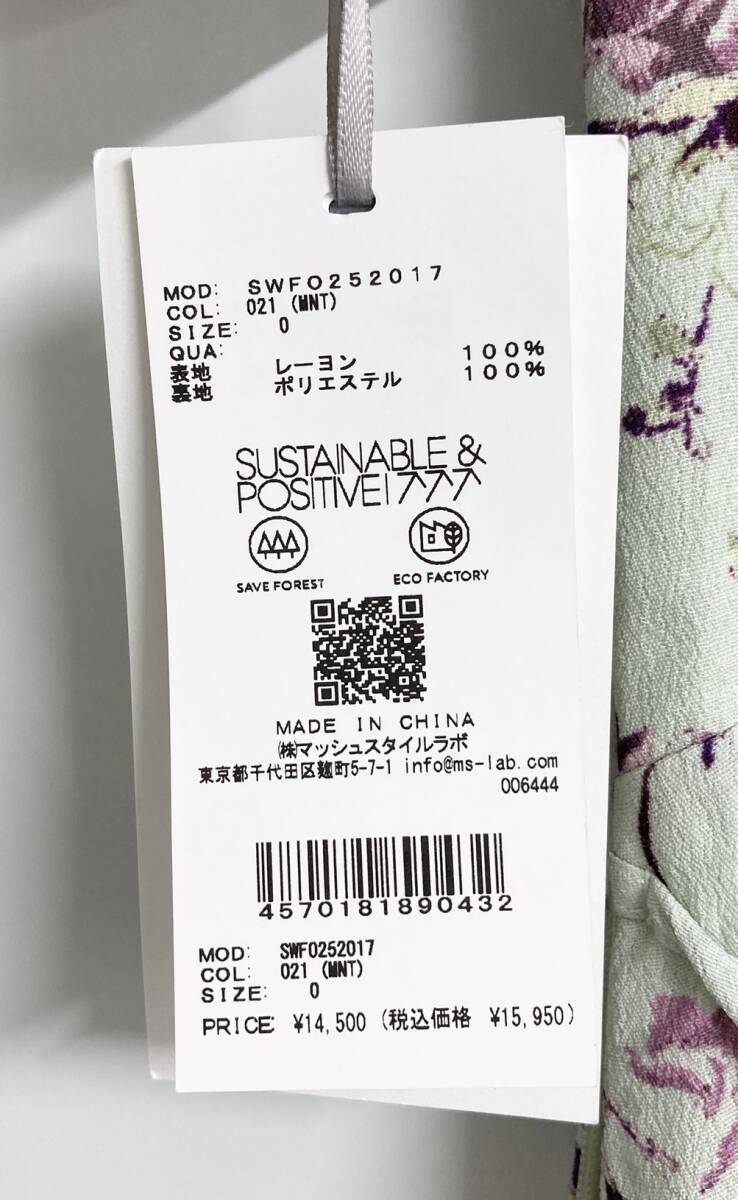 MOD: SWFO252017
COL: 021 (MNT)
SIZE: 0
QUA:
表地 レーヨン 100%
裏地 ポリエステル 100%
SUSTAINABLE &
POSITIVE!
SAVE FOREST ECO FACTORY
MADE IN CHINA
㈱マッシュスタイルラボ
東京都千代田区麹町5-7-1 info@ms-lab.com
006444
4570181890432
MOD: SWFO252017
COL: 021 (MNT)
SIZE: 0
PRICE: ¥14,500 (税込価格 ¥15,950)